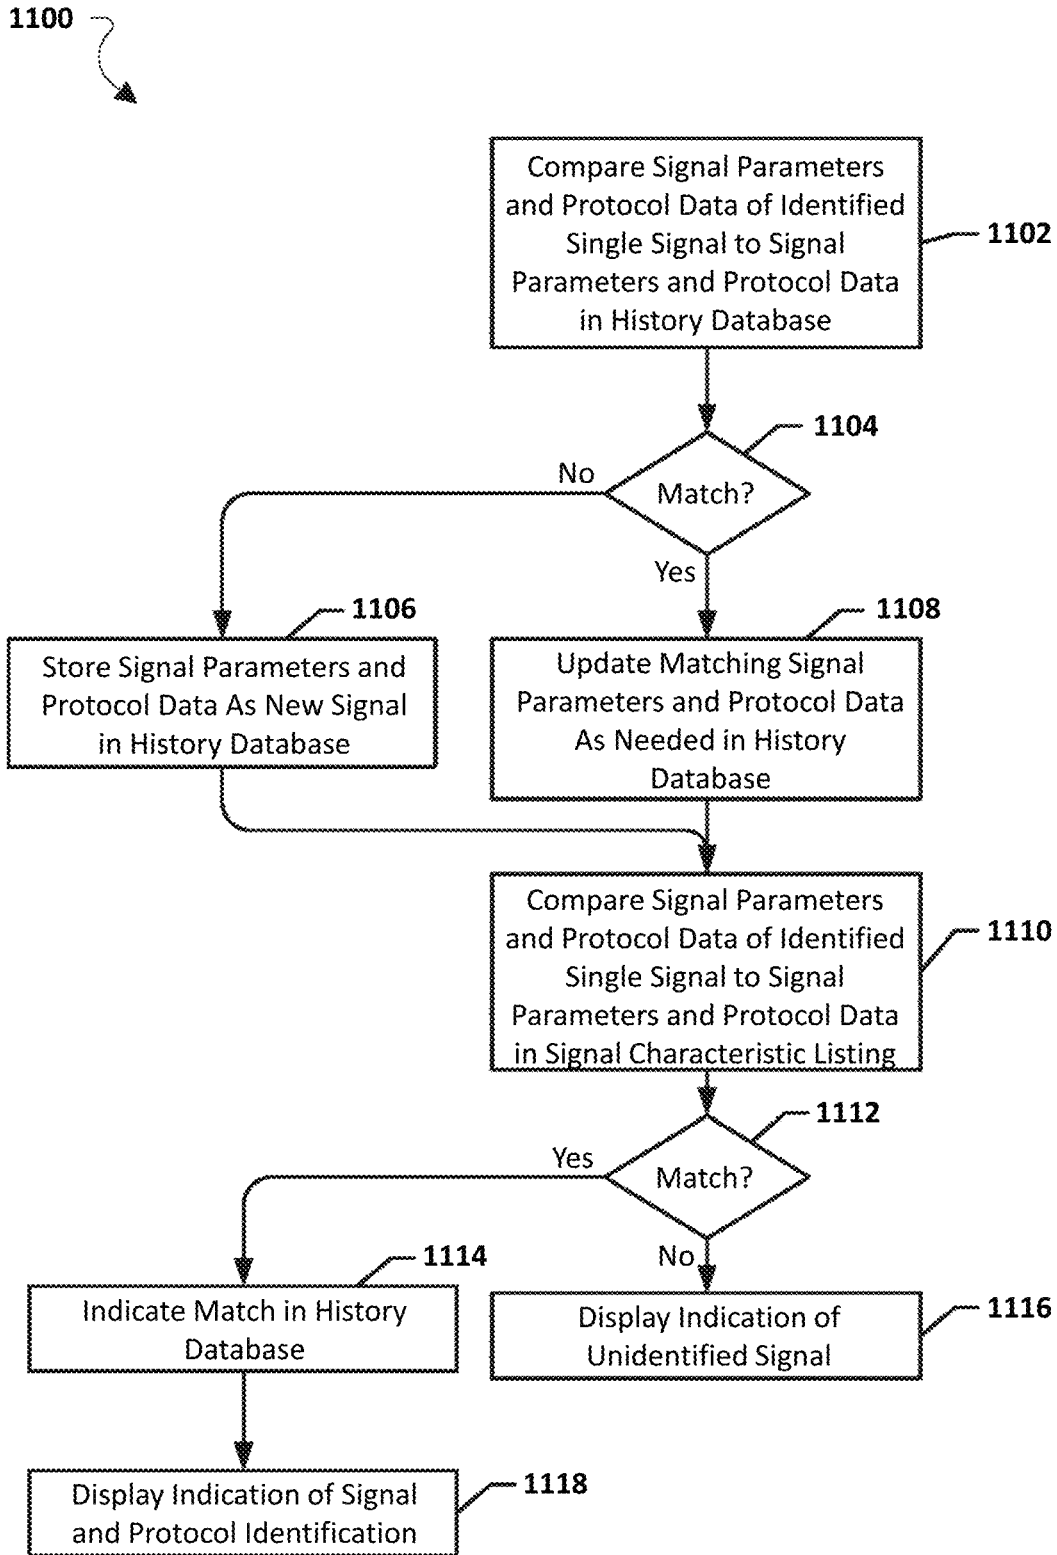 1100
Compare Signal Parameters
and Protocol Data of Identified
Single Signal to Signal
Parameters and Protocol Data
in History Database
1102
1104
Match?
No
Yes
1106
Store Signal Parameters and
Protocol Data As New Signal
in History Database
1108
Update Matching Signal
Parameters and Protocol Data
As Needed in History
Database
Compare Signal Parameters
and Protocol Data of Identified
Single Signal to Signal
Parameters and Protocol Data
in Signal Characteristic Listing
1110
1112
Match?
Yes
No
1114
Indicate Match in History
Database
Display Indication of
Unidentified Signal
1116
Display Indication of Signal
and Protocol Identification
1118